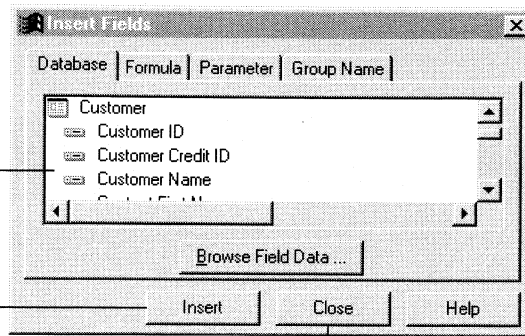 Insert Fields
Database Formula Parameter Group Name
Customer
Customer ID
Customer Credit ID
Customer Name
Browse Field Data ...
Insert Close Help